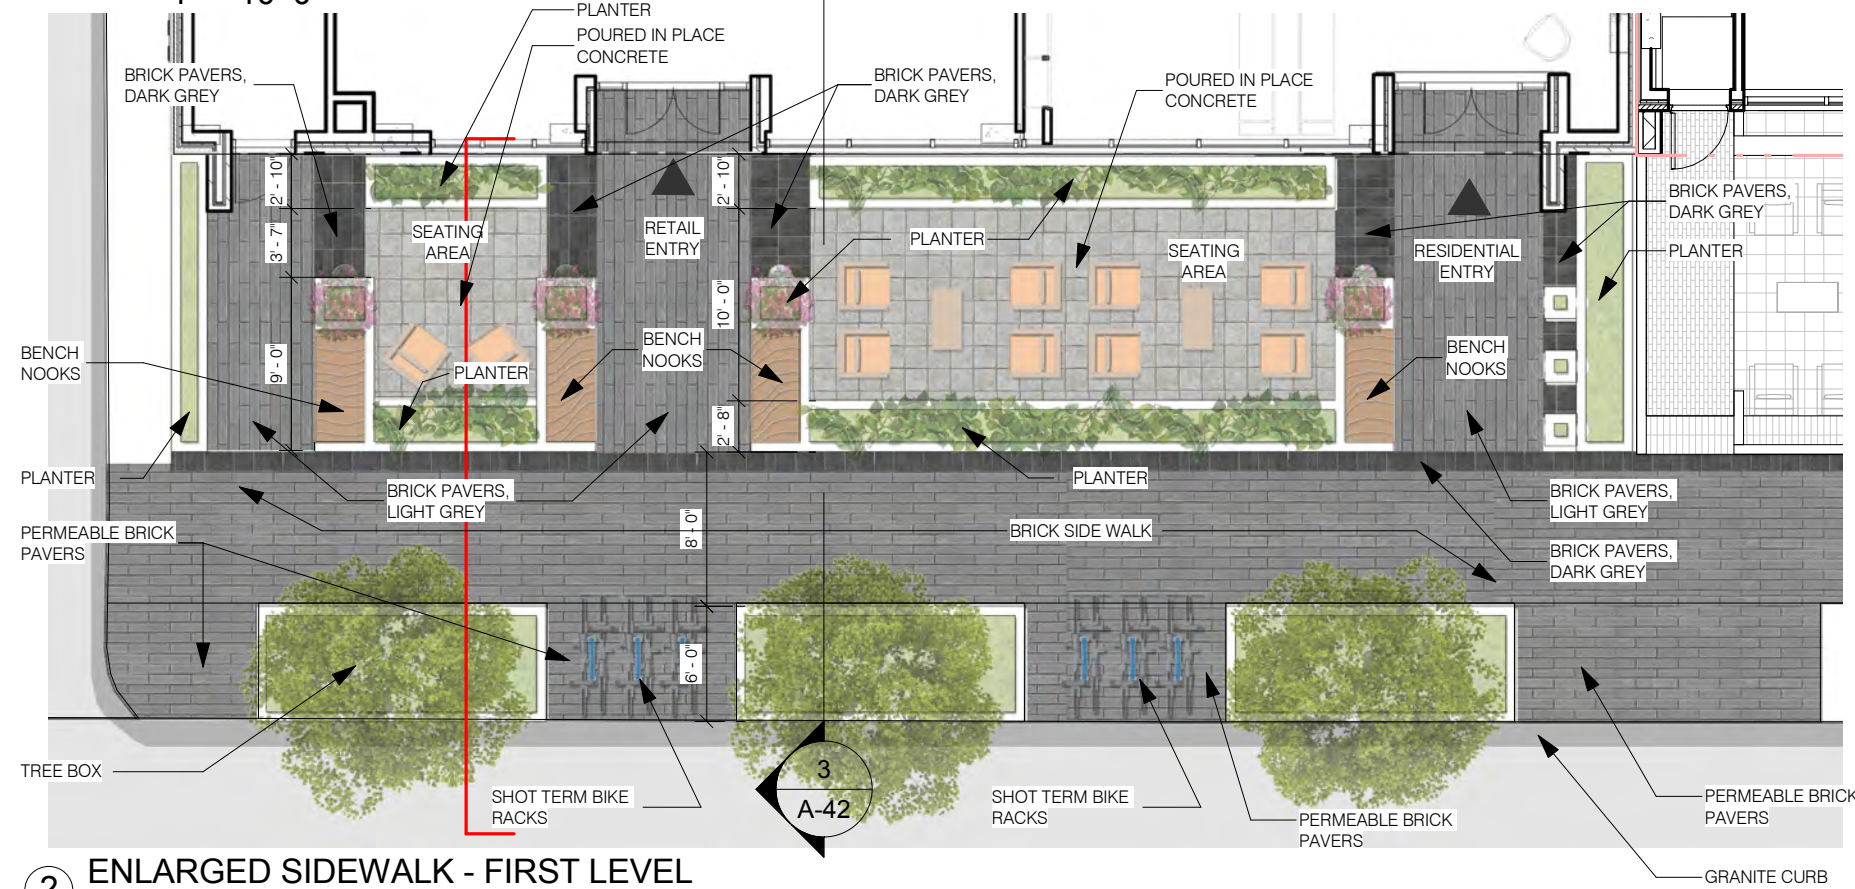 PLANTER
POURED IN PLACE
CONCRETE
BRICK PAVERS,
DARK GREY
BRICK PAVERS,
DARK GREY
POURED IN PLACE
CONCRETE
2' - 10"
2' - 10"
BRICK PAVERS,
DARK GREY
3' - 7"
SEATING
AREA
RETAIL
ENTRY
PLANTER
SEATING
AREA
RESIDENTIAL
ENTRY
PLANTER
10' - 0"
BENCH
NOOKS
9' - 0"
PLANTER
BENCH
NOOKS
BENCH
NOOKS
2' - 8"
PLANTER
BRICK PAVERS,
LIGHT GREY
PLANTER
BRICK PAVERS,
LIGHT GREY
PERMEABLE BRICK
PAVERS
8' - 0"
BRICK SIDE WALK
BRICK PAVERS,
DARK GREY
6' - 0"
TREE BOX
SHOT TERM BIKE
RACKS
3
A-42
SHOT TERM BIKE
RACKS
PERMEABLE BRICK
PAVERS
PERMEABLE BRICK
PAVERS
2
ENLARGED SIDEWALK - FIRST LEVEL
GRANITE CURB